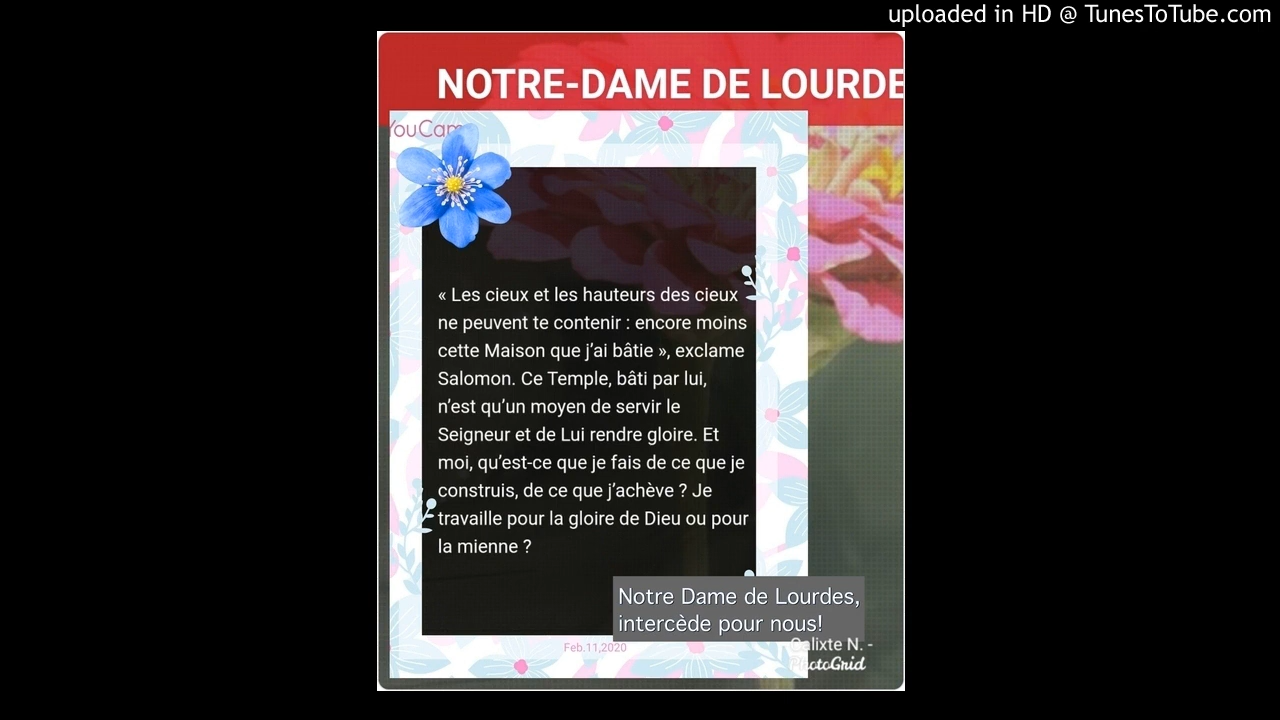 uploaded in HD @ TunesToTube.com
NOTRE-DAME DE LOURDE
YouCam
« Les cieux et les hauteurs des cieux
ne peuvent te contenir : encore moins
cette Maison que j’ai bâtie », exclame
Salomon. Ce Temple, bâti par lui,
n’est qu’un moyen de servir le
Seigneur et de Lui rendre gloire. Et
moi, qu’est-ce que je fais de ce que je
construis, de ce que j’achève ? Je
travaille pour la gloire de Dieu ou pour
la mienne ?
Notre Dame de Lourdes,
intercède pour nous!
Feb.11,2020
Calixte N. -
PhotoGrid